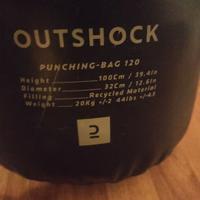 OUTSHOCK
PUNCHING-BAG 120
Height 100Cm / 39.4in
Diameter 32Cm / 12.6in
Filling Recycled Material
Weight 20Kg +/-2 44lbs +/-4.5